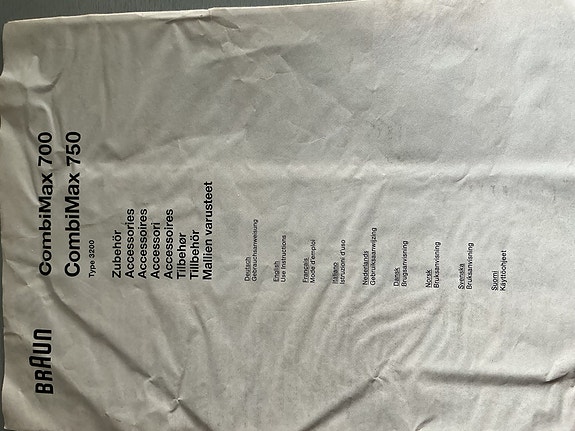 BRAUN
CombiMax 700
CombiMax 750
Type 3200
Zubehör
Accessories
Accessoires
Accessori
Accessoires
Tilbehør
Tillbehör
Mallien varusteet
Deutsch
Gebrauchsanweisung
English
Use Instructions
Français
Mode d'emploi
Italiano
Istruzioni d'uso
Nederlands
Gebruiksaanwijzing
Dansk
Brugsanvisning
Norsk
Bruksanvisning
Svenska
Bruksanvisning
Suomi
Käyttöohjeet